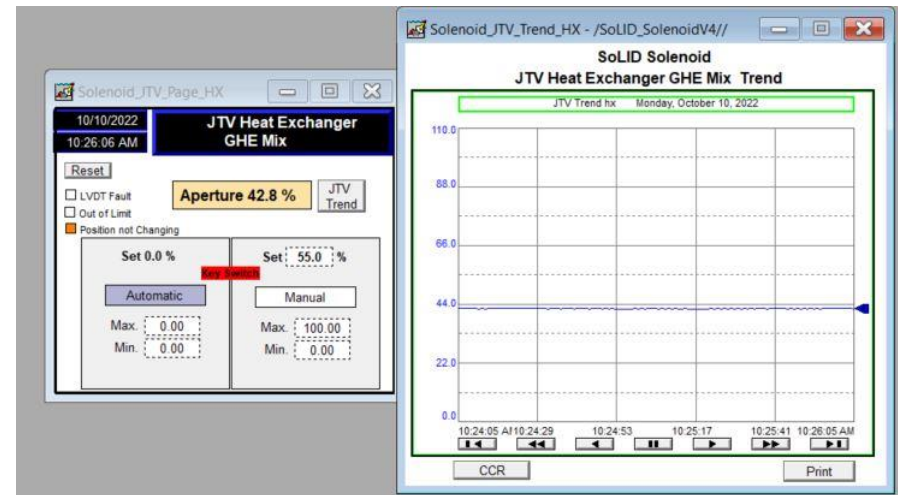 Solenoid_JTV_Page_HX
10/10/2022
10:26:06 AM
JTV Heat Exchanger
GHE Mix
Reset
LVDT Fault
Out of Limit
Position not Changing
Aperture 42.8 %
JTV
Trend
Set 0.0 %
Set 55.0 %
Key Switch
Automatic
Manual
Max. 0.00
Min. 0.00
Max. 100.00
Min. 0.00
Solenoid_JTV_Trend_HX - /SoLID_SolenoidV4//
SoLID Solenoid
JTV Heat Exchanger GHE Mix Trend
JTV Trend hx Monday, October 10, 2022
110.0
88.0
66.0
44.0
22.0
0.0
10:24:05 AM 10:24:29 10:24:53 10:25:17 10:25:41 10:26:05 AM
CCR
Print